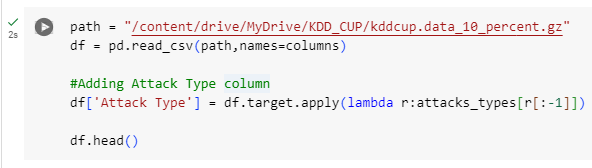 path = "/content/drive/MyDrive/KDD_CUP/kddcup.data_10_percent.gz"
2s
df = pd.read_csv(path,names=columns)
#Adding Attack Type column
df['Attack Type'] = df.target.apply(lambda r:attacks_types[r[:-1]])
df.head()